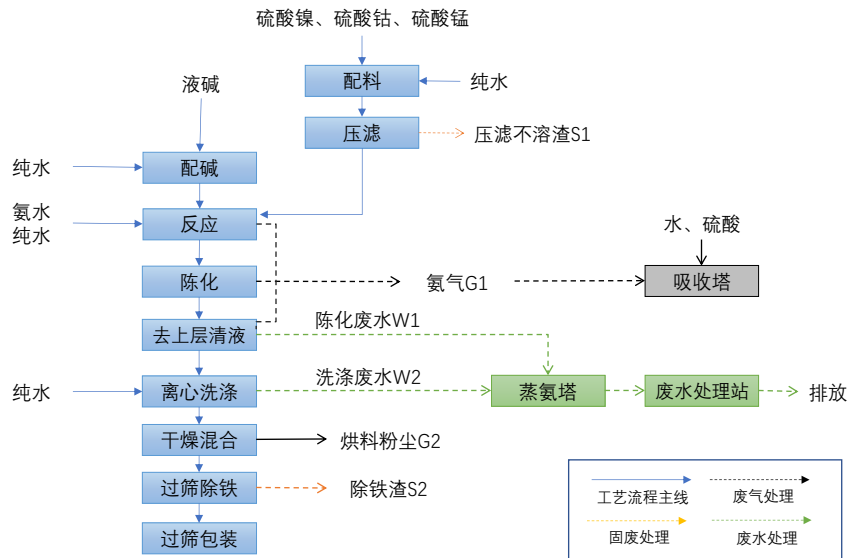 硫酸镍、硫酸钴、硫酸锰
配料
纯水
液碱
压滤
压滤不溶渣S1
纯水
配碱
氨水
纯水
反应
水、硫酸
陈化
氨气G1
吸收塔
陈化废水W1
去上层清液
纯水
离心洗涤
洗涤废水W2
蒸氨塔
废水处理站
排放
干燥混合
烘料粉尘G2
过筛除铁
除铁渣S2
过筛包装
工艺流程主线
废气处理
固废处理
废水处理